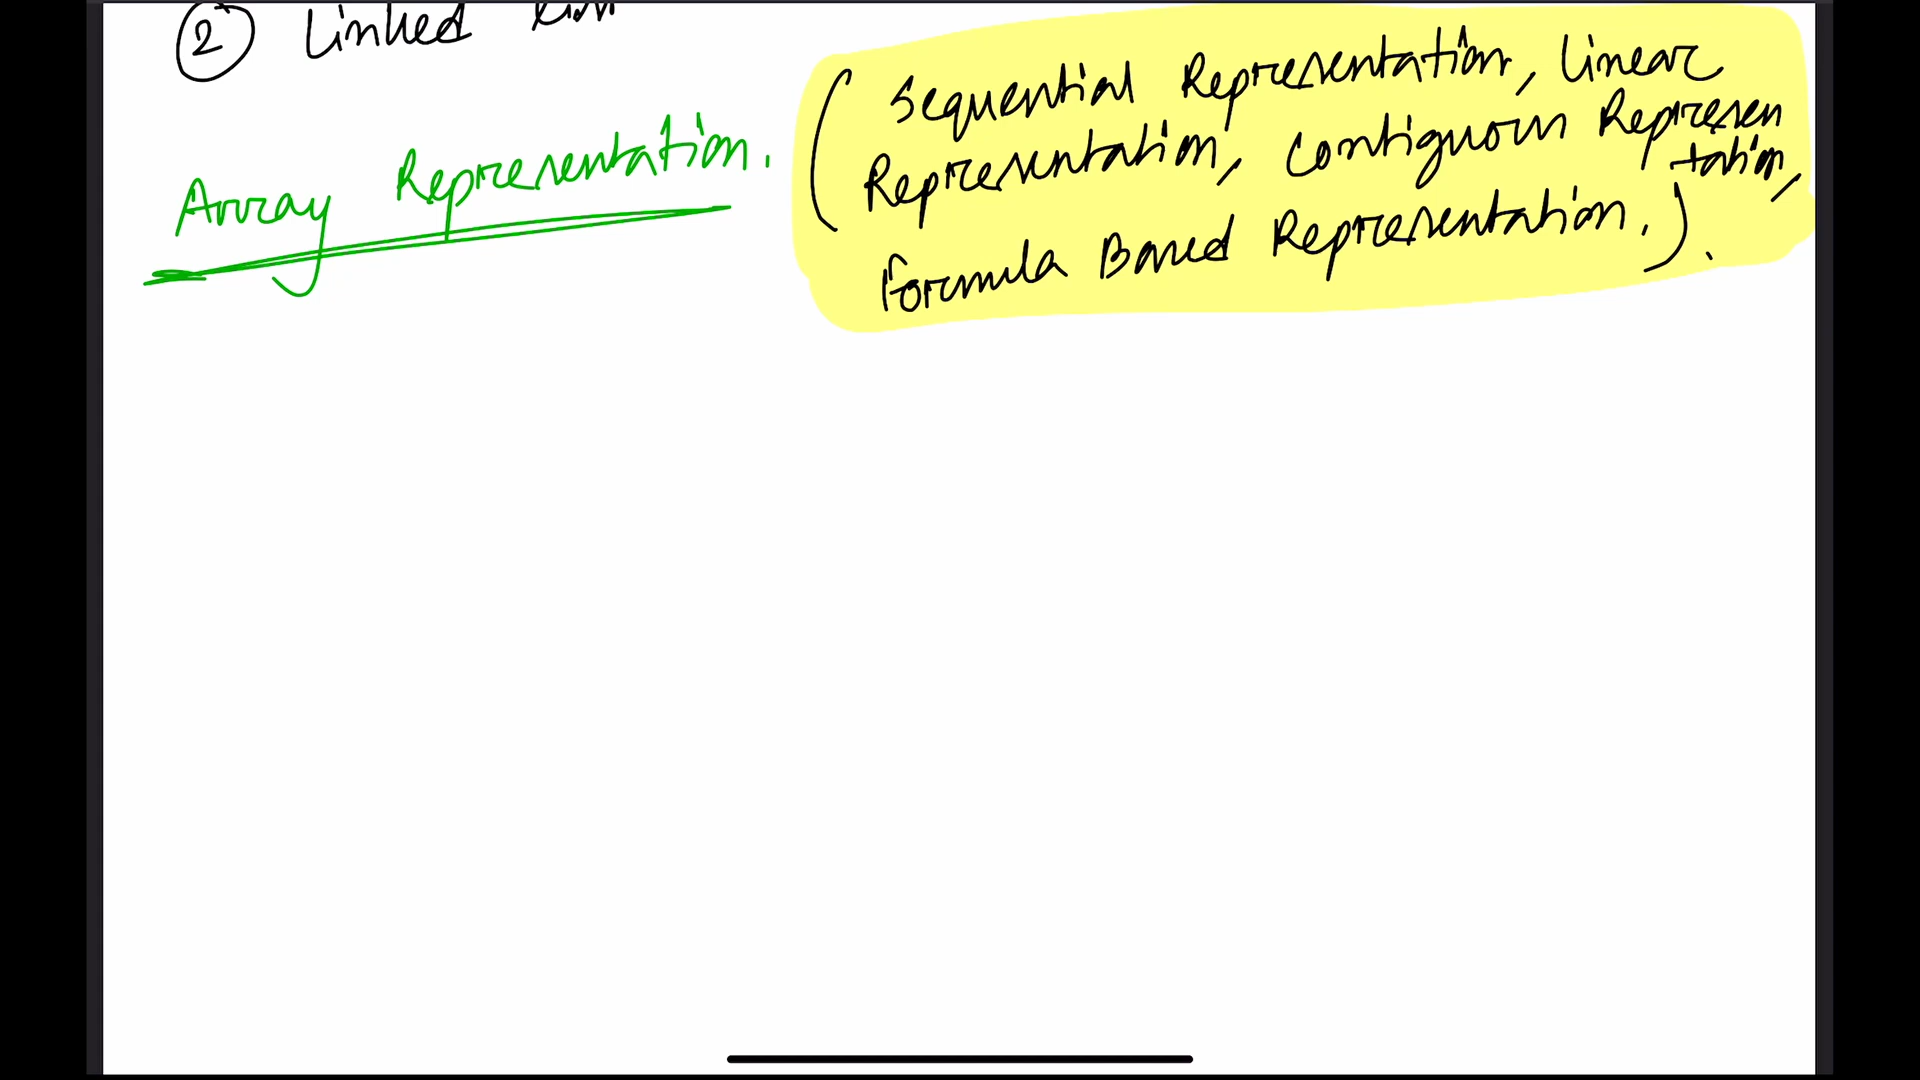 ② Linked
Array Representation.
( Sequential Representation, Linear
Representation, Contiguous Represen
tation,
Formula Based Representation. ) .